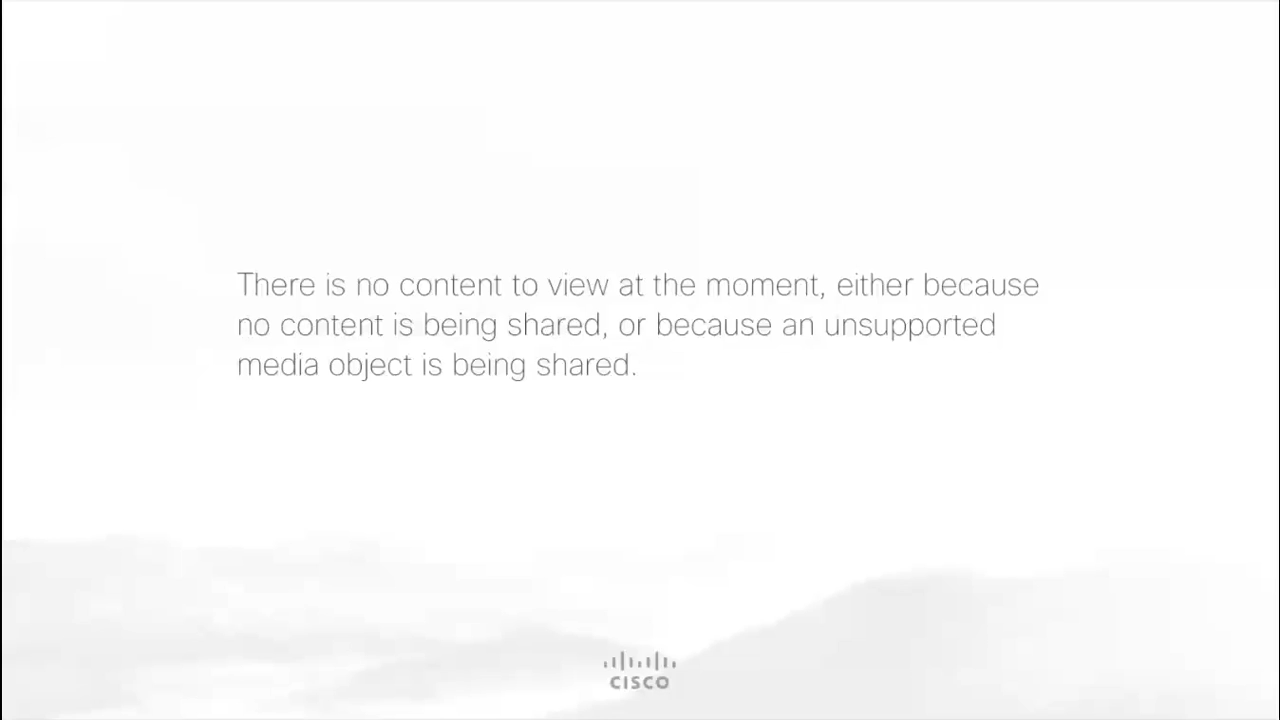 There is no content to view at the moment, either because
no content is being shared, or because an unsupported
media object is being shared.
CISCO